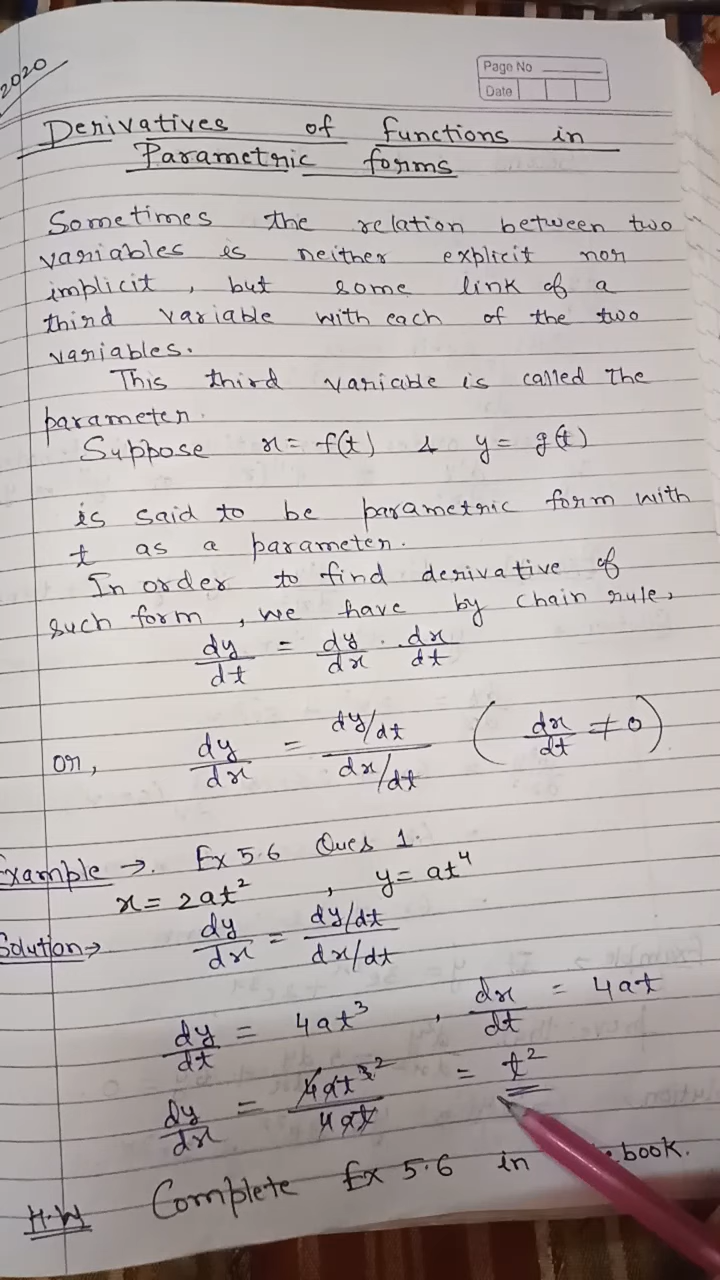 2020
Page No
Date
Derivatives of functions in
Parametric forms
Sometimes the relation between two
variables is neither explicit nor
implicit, but some link of a
third variable with each of the two
variables.
This third variable is called the
parameter.
Suppose x = f(t) & y = g(t)
is said to be parametric form with
t as a parameter.
In order to find derivative of
such form, we have by chain rule,
dy/dt = dy/dx · dx/dt
or, dy/dx = (dy/dt)/(dx/dt) (dx/dt ≠ 0)
Example →. Ex 5.6 Ques 1.
x = 2at², y = at⁴
Solution→ dy/dx = (dy/dt)/(dx/dt)
dy/dt = 4at³, dx/dt = 4at
dy/dx = 4at³ ² / 4at = t²
H.W Complete Ex 5.6 in book.